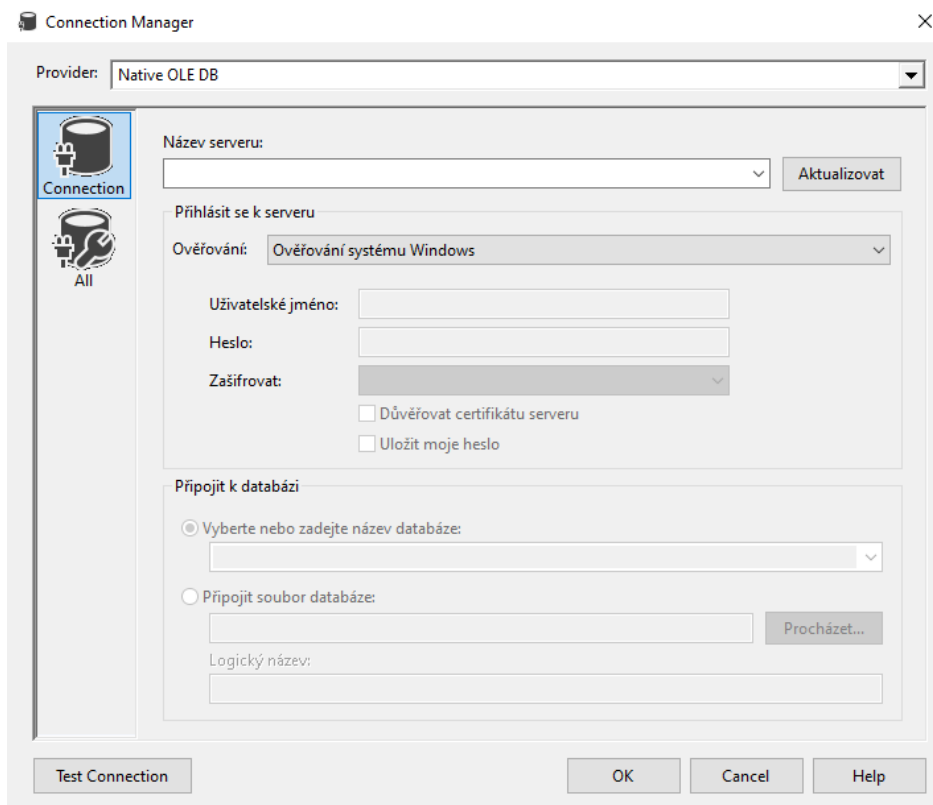 Connection Manager
Provider: Native OLE DB
Connection
All
Název serveru:
Aktualizovat
Přihlásit se k serveru
Ověřování: Ověřování systému Windows
Uživatelské jméno:
Heslo:
Zašifrovat:
Důvěřovat certifikátu serveru
Uložit moje heslo
Připojit k databázi
Vyberte nebo zadejte název databáze:
Připojit soubor databáze:
Procházet...
Logický název:
Test Connection OK Cancel Help